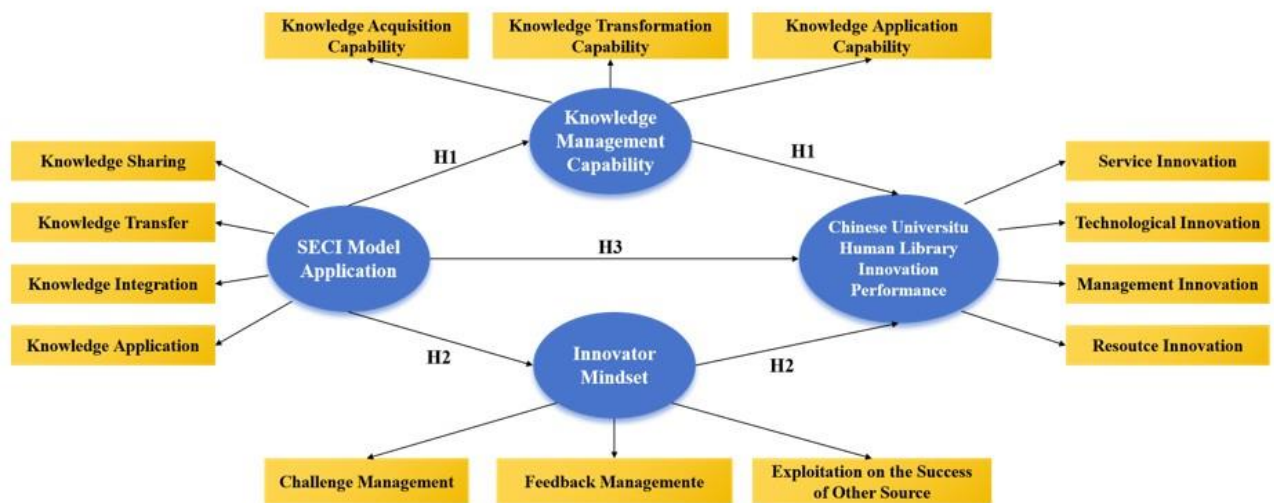 Knowledge Acquisition
Capability
Knowledge Transformation
Capability
Knowledge Application
Capability
Knowledge
Management
Capability
H1
H1
Knowledge Sharing
Knowledge Transfer
Knowledge Integration
Knowledge Application
SECI Model
Application
H3
Chinese Universitu
Human Library
Innovation
Performance
Service Innovation
Technological Innovation
Management Innovation
Resoutce Innovation
H2
Innovator
Mindset
H2
Challenge Management
Feedback Managemente
Exploitation on the Success
of Other Source